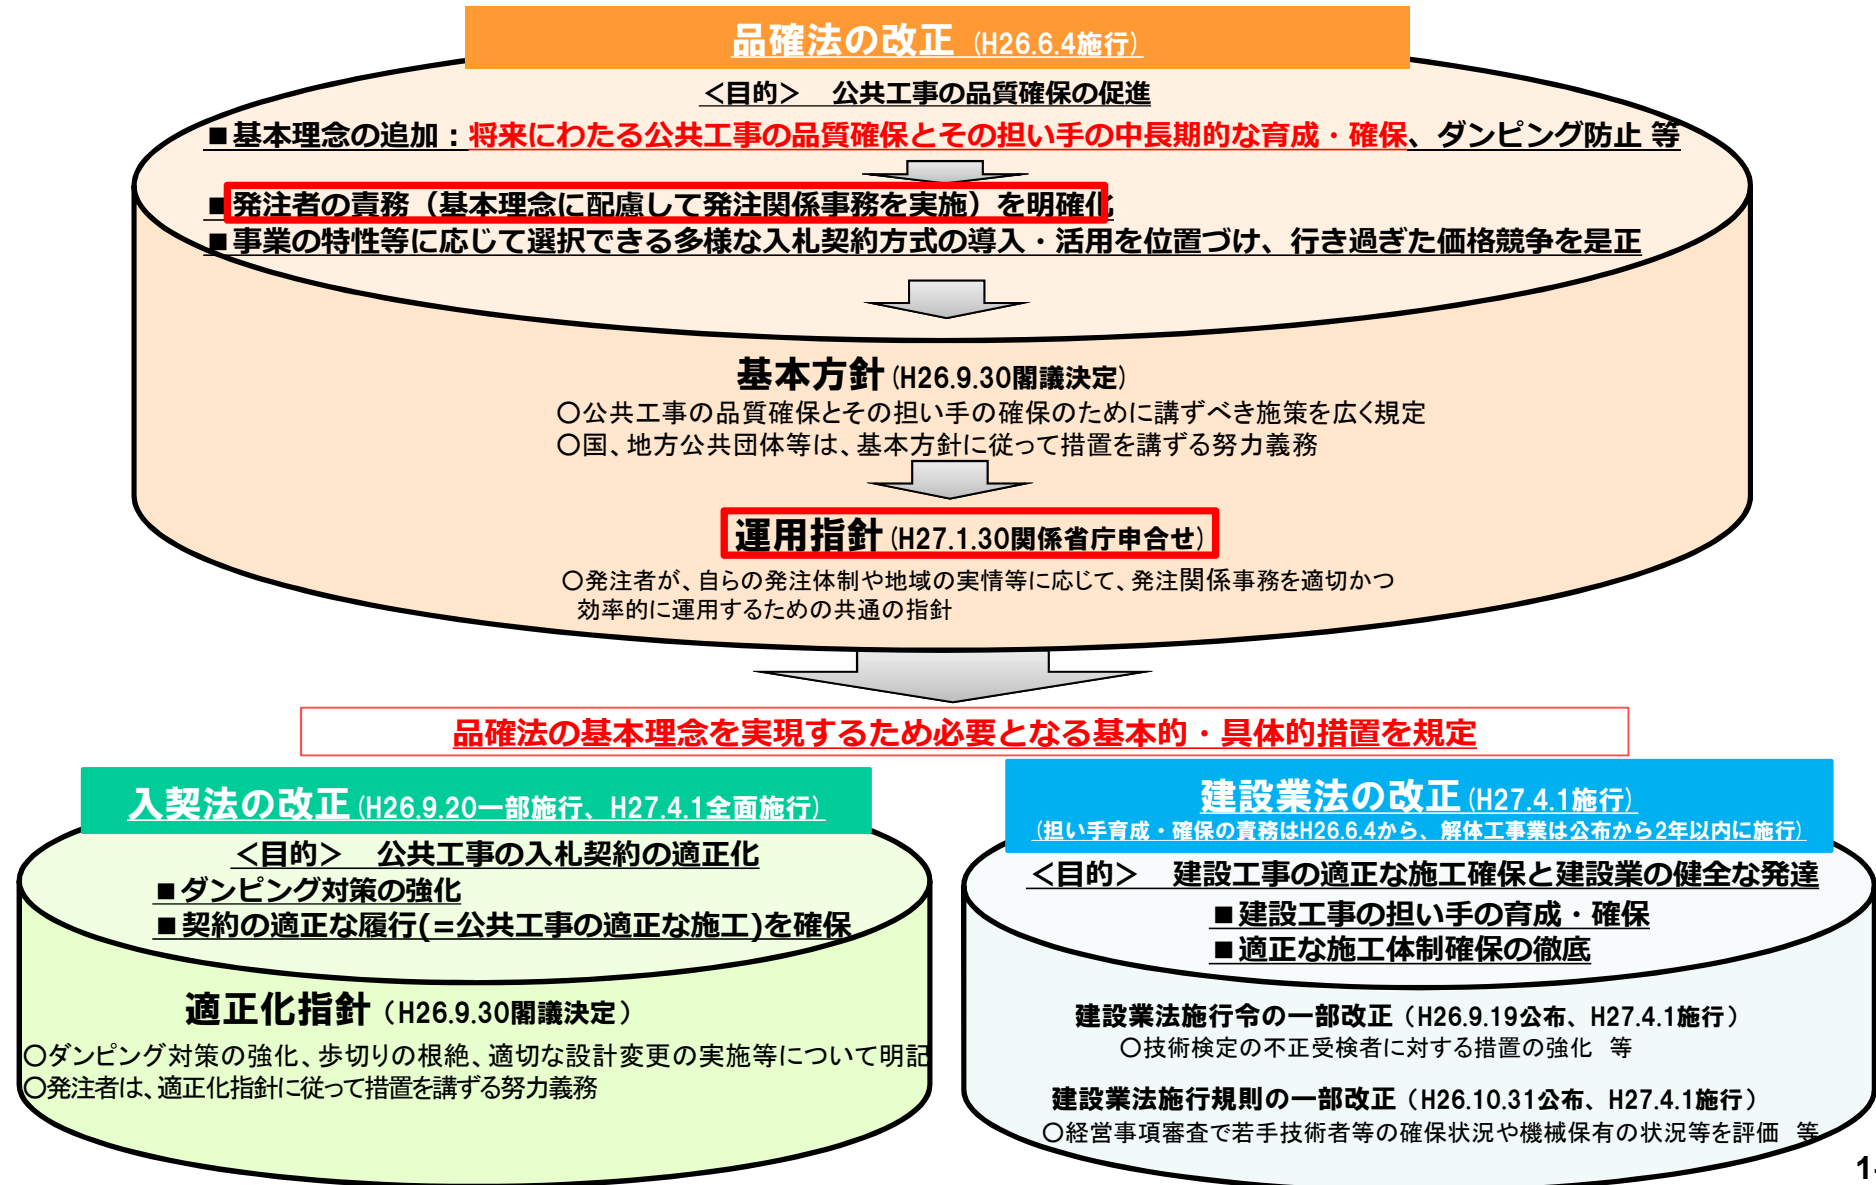 品確法の改正 (H26.6.4施行)
<目的>　公共工事の品質確保の促進
■基本理念の追加：将来にわたる公共工事の品質確保とその担い手の中長期的な育成・確保、ダンピング防止 等
■発注者の責務（基本理念に配慮して発注関係事務を実施）を明確化
■事業の特性等に応じて選択できる多様な入札契約方式の導入・活用を位置づけ、行き過ぎた価格競争を是正
基本方針(H26.9.30閣議決定)
○公共工事の品質確保とその担い手の確保のために講ずべき施策を広く規定
○国、地方公共団体等は、基本方針に従って措置を講ずる努力義務
運用指針(H27.1.30関係省庁申合せ)
○発注者が、自らの発注体制や地域の実情等に応じて、発注関係事務を適切かつ
効率的に運用するための共通の指針
品確法の基本理念を実現するため必要となる基本的・具体的措置を規定
入契法の改正(H26.9.20一部施行、H27.4.1全面施行)
<目的>　公共工事の入札契約の適正化
■ダンピング対策の強化
■契約の適正な履行(=公共工事の適正な施工)を確保
適正化指針（H26.9.30閣議決定）
○ダンピング対策の強化、歩切りの根絶、適切な設計変更の実施等について明記
○発注者は、適正化指針に従って措置を講ずる努力義務
建設業法の改正(H27.4.1施行)
(担い手育成・確保の責務はH26.6.4から、解体工事業は公布から2年以内に施行)
<目的>　建設工事の適正な施工確保と建設業の健全な発達
■建設工事の担い手の育成・確保
■適正な施工体制確保の徹底
建設業法施行令の一部改正（H26.9.19公布、H27.4.1施行）
○技術検定の不正受検者に対する措置の強化　等
建設業法施行規則の一部改正（H26.10.31公布、H27.4.1施行）
○経営事項審査で若手技術者等の確保状況や機械保有の状況等を評価　等